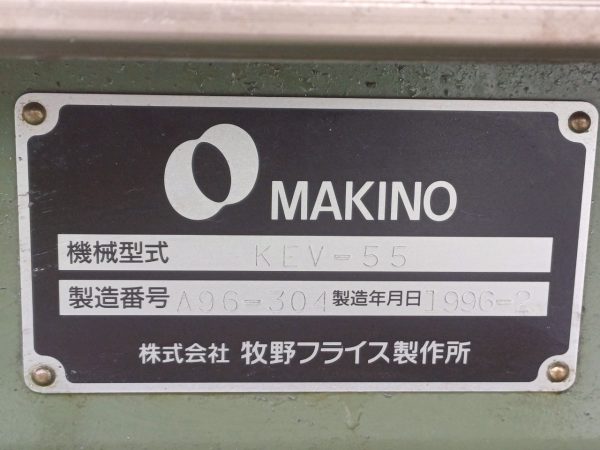 MAKINO
機械型式 KEV-55
製造番号 A96-304 製造年月日 1996-2
株式会社 牧野フライス製作所